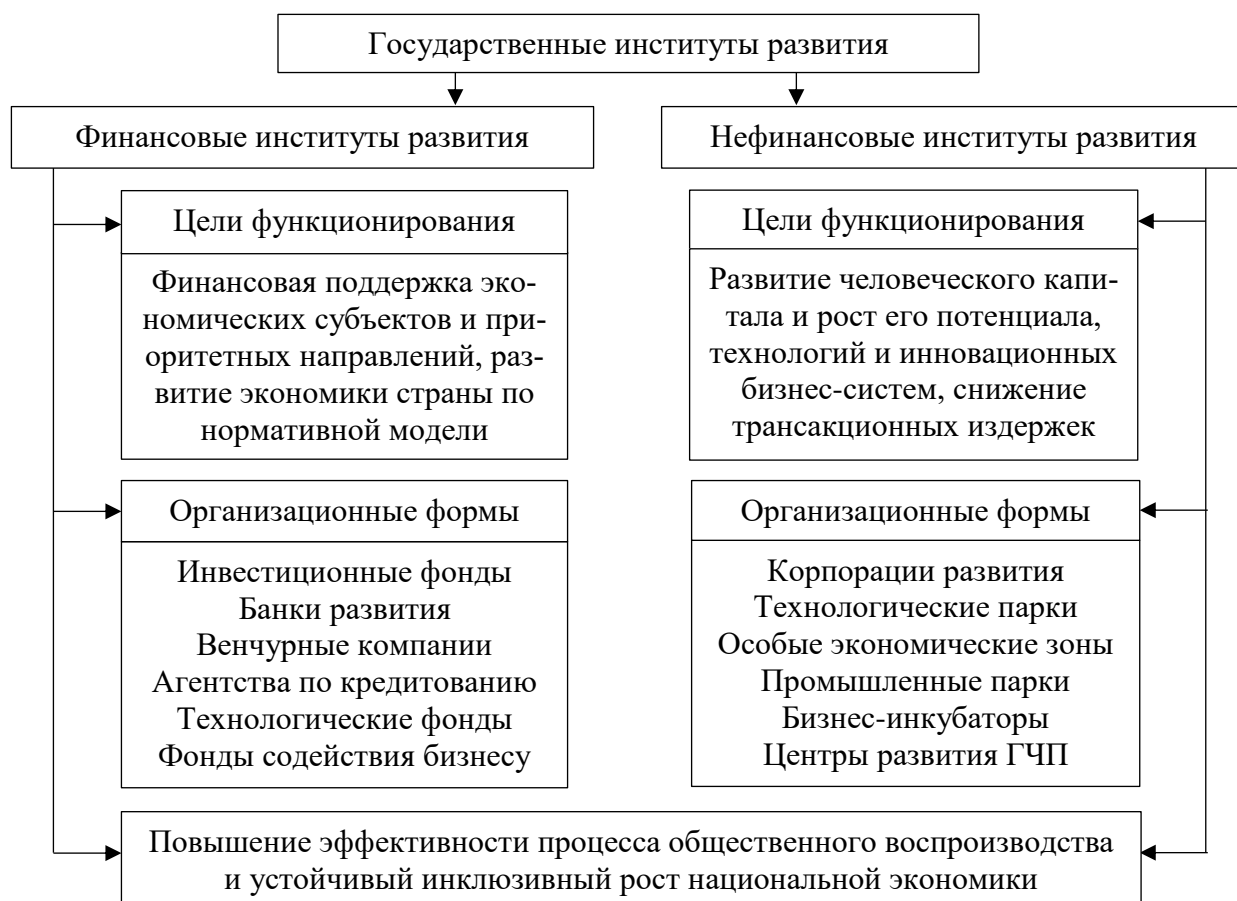 Государственные институты развития
Финансовые институты развития
Нефинансовые институты развития
Цели функционирования
Финансовая поддержка эко-
номических субъектов и при-
оритетных направлений, раз-
витие экономики страны по
нормативной модели
Цели функционирования
Развитие человеческого капи-
тала и рост его потенциала,
технологий и инновационных
бизнес-систем, снижение
трансакционных издержек
Организационные формы
Инвестиционные фонды
Банки развития
Венчурные компании
Агентства по кредитованию
Технологические фонды
Фонды содействия бизнесу
Организационные формы
Корпорации развития
Технологические парки
Особые экономические зоны
Промышленные парки
Бизнес-инкубаторы
Центры развития ГЧП
Повышение эффективности процесса общественного воспроизводства
и устойчивый инклюзивный рост национальной экономики